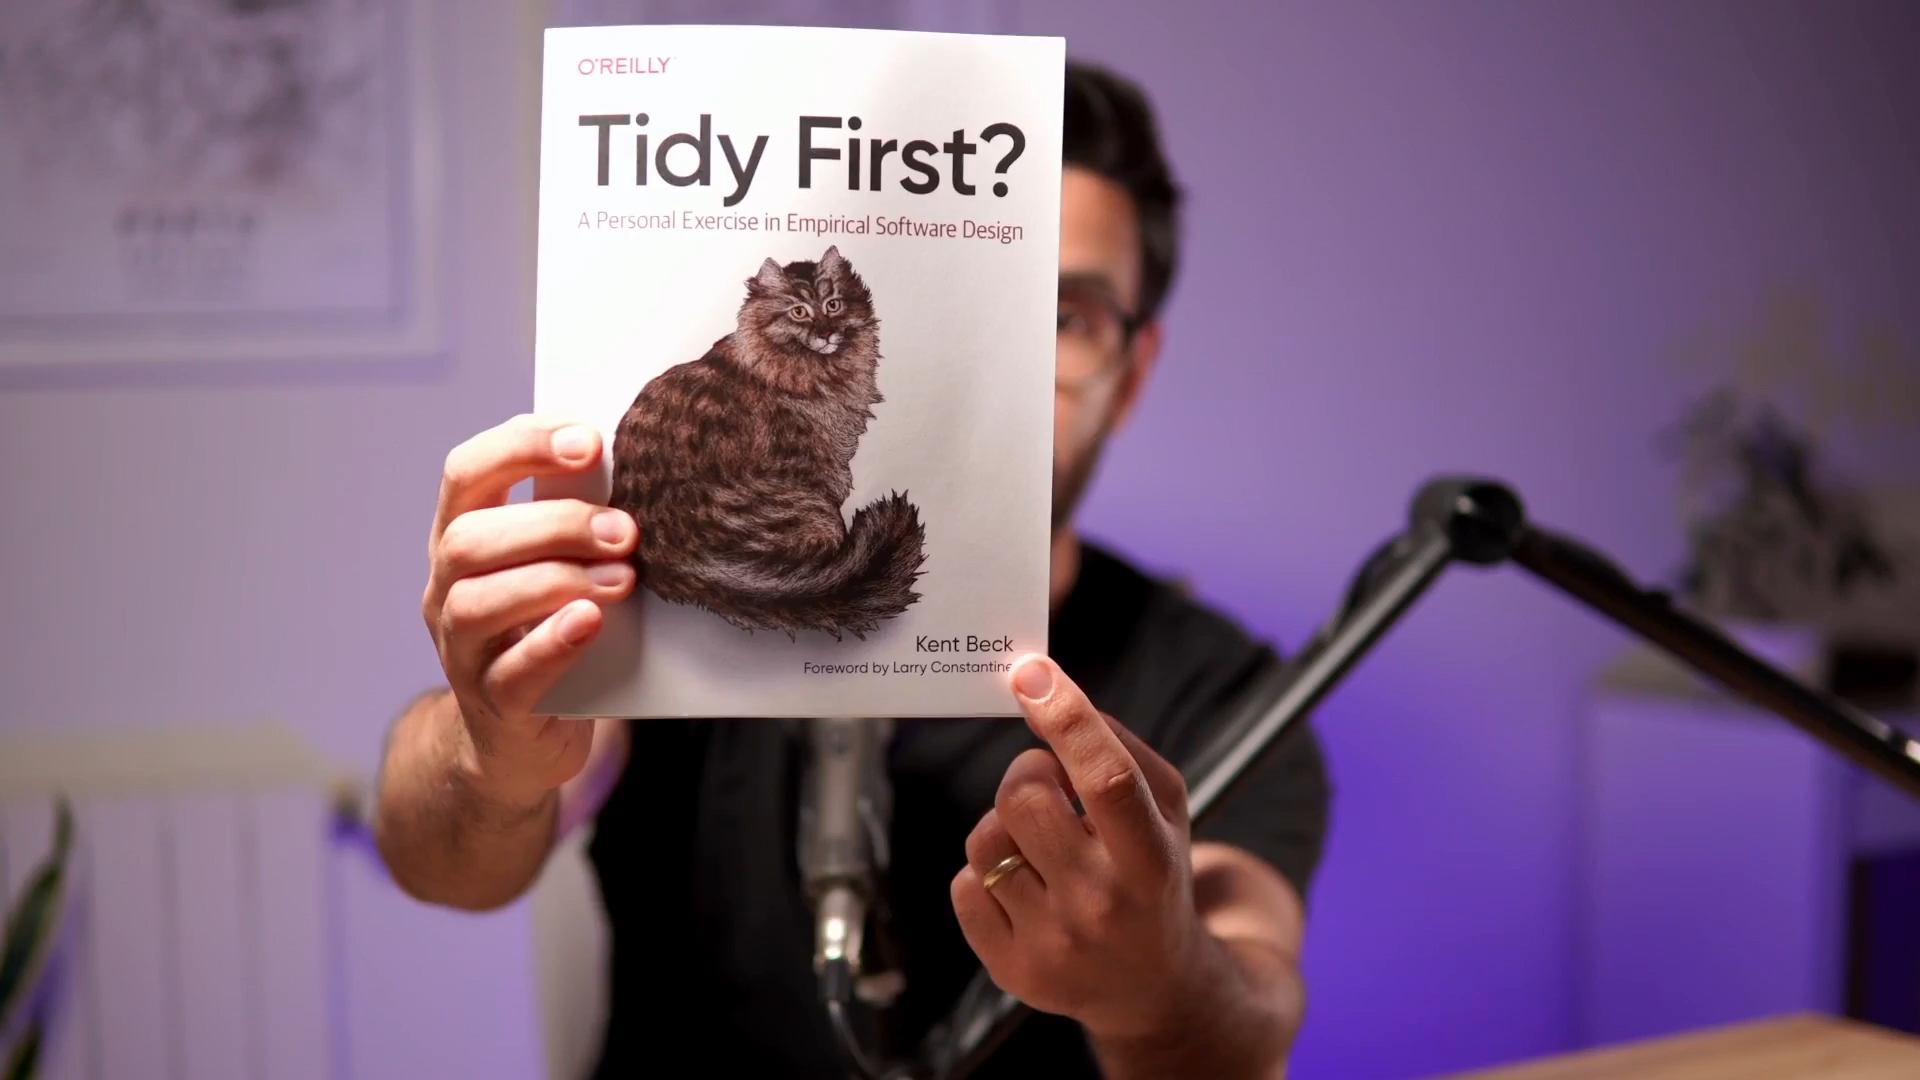 O'REILLY
Tidy First?
A Personal Exercise in Empirical Software Design
Kent Beck
Foreword by Larry Constantine